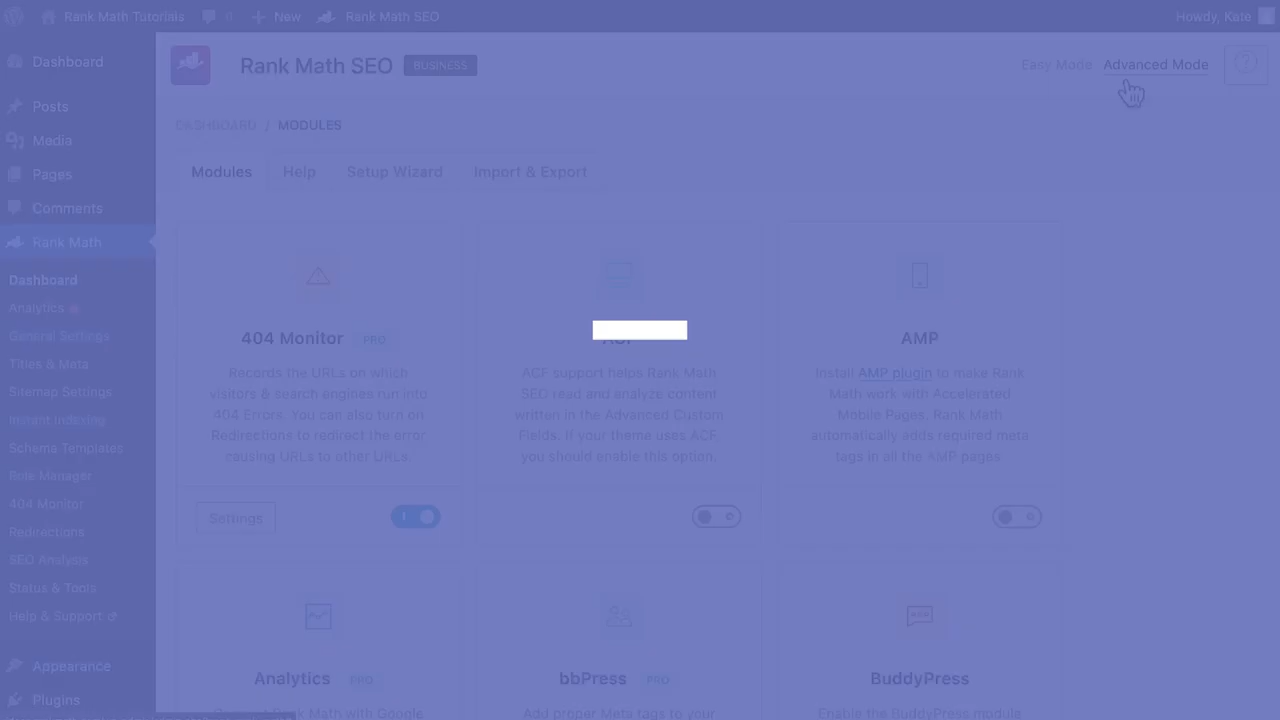 Rank Math Tutorials 0 New Rank Math SEO Howdy, Kate
Dashboard
Posts
Media
Pages
Comments
Rank Math
Dashboard
Analytics
General Settings
Titles & Meta
Sitemap Settings
Instant Indexing
Schema Templates
Role Manager
404 Monitor
Redirections
SEO Analysis
Status & Tools
Help & Support
Appearance
Plugins
Rank Math SEO BUSINESS Easy Mode Advanced Mode
DASHBOARD / MODULES
Modules Help Setup Wizard Import & Export
404 Monitor PRO
Records the URLs on which
visitors & search engines run into
404 Errors. You can also turn on
Redirections to redirect the error
causing URLs to other URLs.
Settings
ACF support helps Rank Math
SEO read and analyze content
written in the Advanced Custom
Fields. If your theme uses ACF
you should enable this option.
AMP
Install AMP plugin to make Rank
Math work with Accelerated
Mobile Pages. Rank Math
automatically adds required meta
tags in all the AMP pages
Analytics PRO
Rank Math with Google
bbPress PRO
Add proper Meta tags to your
BuddyPress
Enable the BuddyPress module